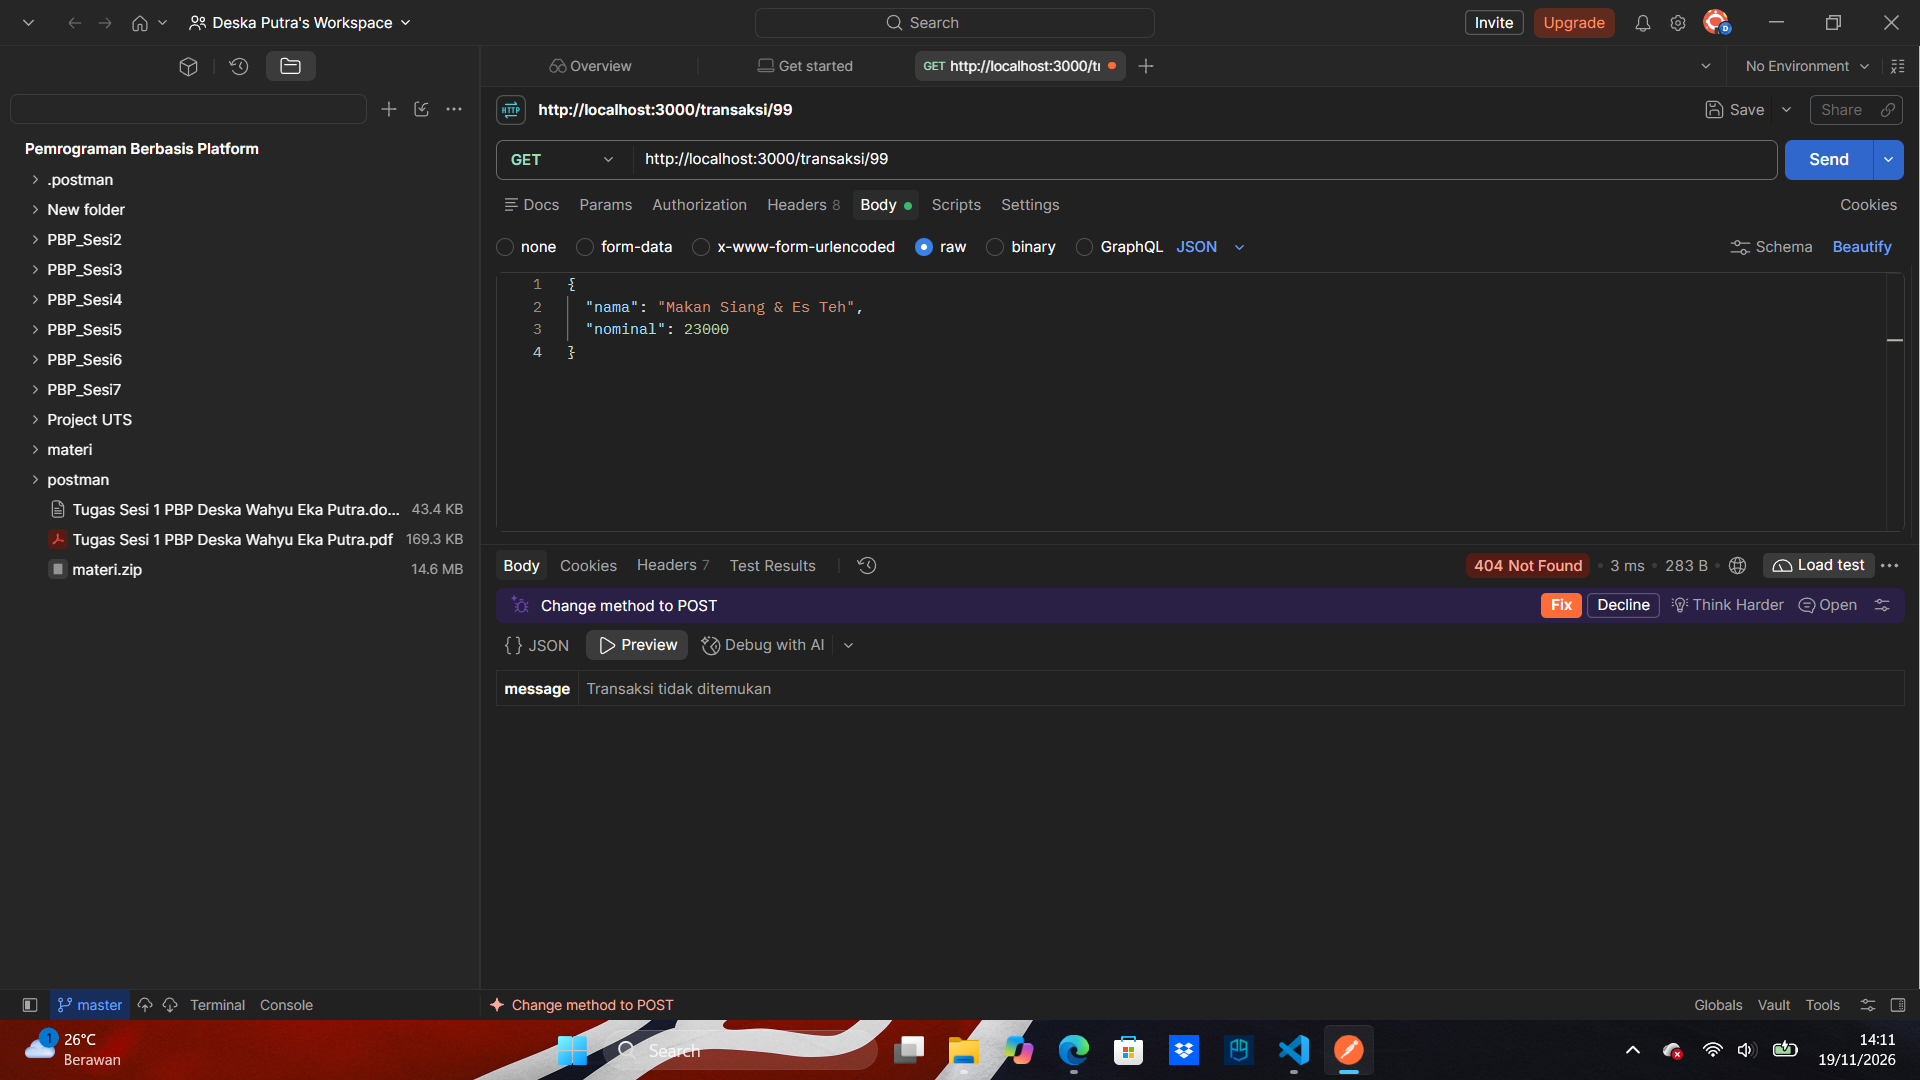 Deska Putra's Workspace
Search
Invite
Upgrade
D
Overview
Get started
GET http://localhost:3000/tr
No Environment
HTTP
http://localhost:3000/transaksi/99
Save
Share
Pemrograman Berbasis Platform
GET
http://localhost:3000/transaksi/99
Send
.postman
New folder
PBP_Sesi2
PBP_Sesi3
PBP_Sesi4
PBP_Sesi5
PBP_Sesi6
PBP_Sesi7
Project UTS
materi
postman
Tugas Sesi 1 PBP Deska Wahyu Eka Putra.do... 43.4 KB
Tugas Sesi 1 PBP Deska Wahyu Eka Putra.pdf 169.3 KB
materi.zip 14.6 MB
Docs Params Authorization Headers 8 Body Scripts Settings Cookies
none form-data x-www-form-urlencoded raw binary GraphQL JSON Schema Beautify
1 {
2 "nama": "Makan Siang & Es Teh",
3 "nominal": 23000
4 }
Body Cookies Headers 7 Test Results 404 Not Found • 3 ms • 283 B • Load test
Change method to POST Fix Decline Think Harder Open
{} JSON Preview Debug with AI
message Transaksi tidak ditemukan
master Terminal Console Change method to POST Globals Vault Tools
1
26°C
Berawan
Search
14:11
19/11/2026